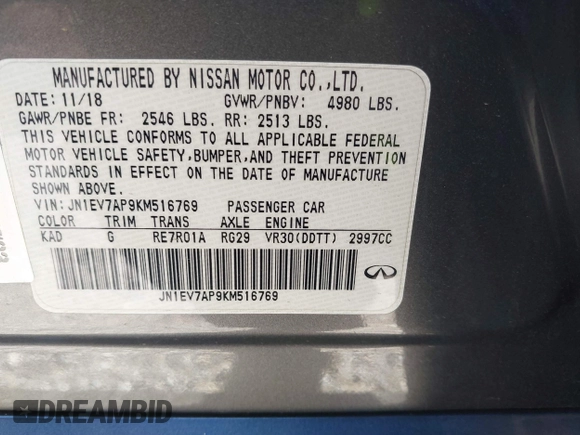 MANUFACTURED BY NISSAN MOTOR CO.,LTD.
DATE: 11/18 GVWR/PNBV: 4980 LBS.
GAWR/PNBE FR: 2546 LBS. RR: 2513 LBS.
THIS VEHICLE CONFORMS TO ALL APPLICABLE FEDERAL
MOTOR VEHICLE SAFETY,BUMPER,AND THEFT PREVENTION
STANDARDS IN EFFECT ON THE DATE OF MANUFACTURE
SHOWN ABOVE.
VIN: JN1EV7AP9KM516769 PASSENGER CAR
COLOR TRIM TRANS AXLE ENGINE
KAD G RE7R01A RG29 VR30(DDTT) 2997CC
JN1EV7AP9KM516769
DREAMBID